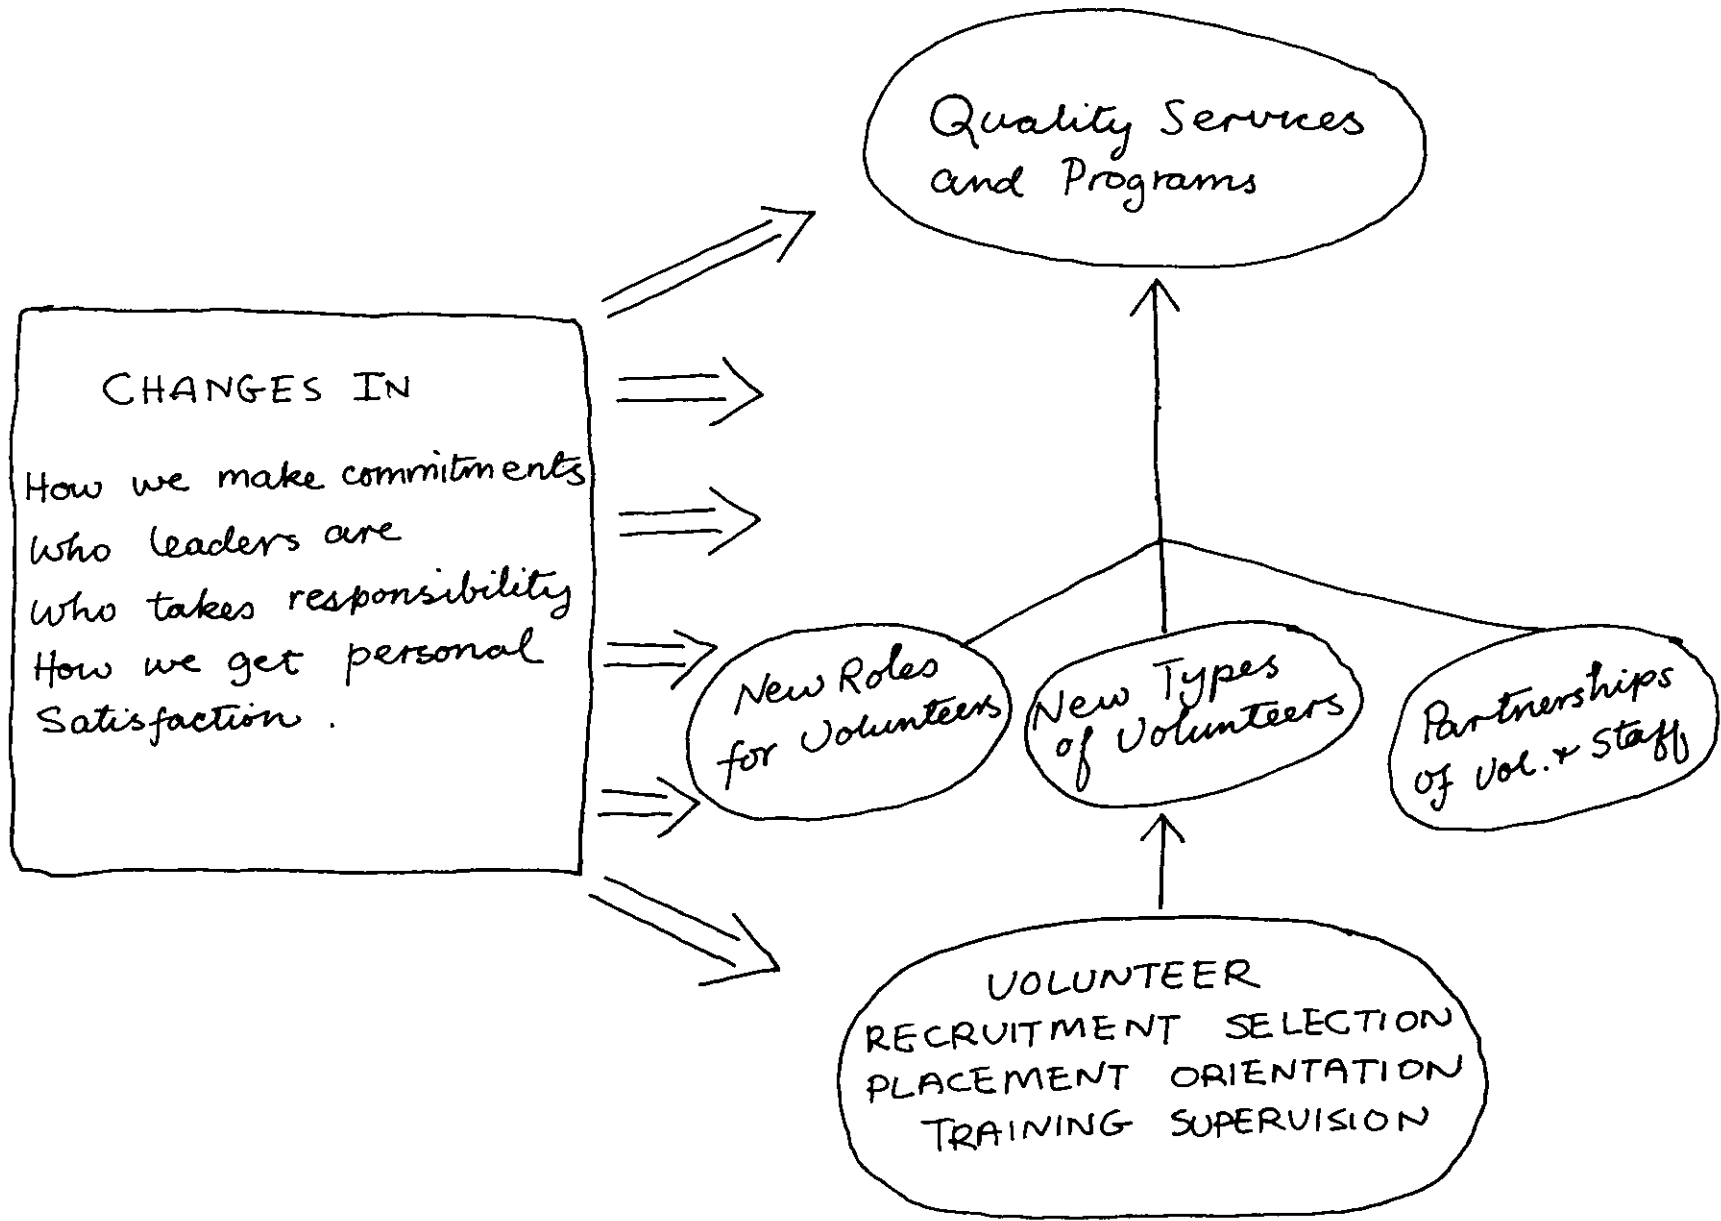 Quality Services
and Programs
CHANGES IN
How we make commitments
Who leaders are
Who takes responsibility
How we get personal
Satisfaction.
New Roles
for Volunteers
New Types
of Volunteers
Partnerships
of Vol. + Staff
VOLUNTEER
RECRUITMENT SELECTION
PLACEMENT ORIENTATION
TRAINING SUPERVISION